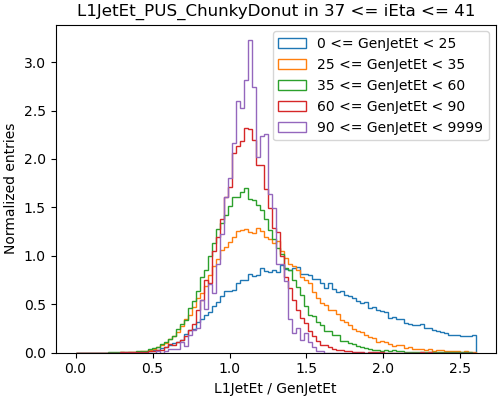 L1JetEt_PUS_ChunkyDonut in 37 <= iEta <= 41
0 <= GenJetEt < 25
25 <= GenJetEt < 35
35 <= GenJetEt < 60
60 <= GenJetEt < 90
90 <= GenJetEt < 9999
Normalized entries
3.0
2.5
2.0
1.5
1.0
0.5
0.0
0.0 0.5 1.0 1.5 2.0 2.5
L1JetEt / GenJetEt